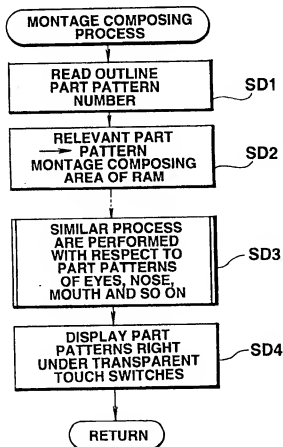 MONTAGE COMPOSING
PROCESS
READ OUTLINE
PART PATTERN
NUMBER
SD1
RELEVANT PART
PATTERN
MONTAGE COMPOSING
AREA OF RAM
SD2
SIMILAR PROCESS
ARE PERFORMED
WITH RESPECT TO
PART PATTERNS
OF EYES, NOSE,
MOUTH AND SO ON
SD3
DISPLAY PART
PATTERNS RIGHT
UNDER TRANSPARENT
TOUCH SWITCHES
SD4
RETURN